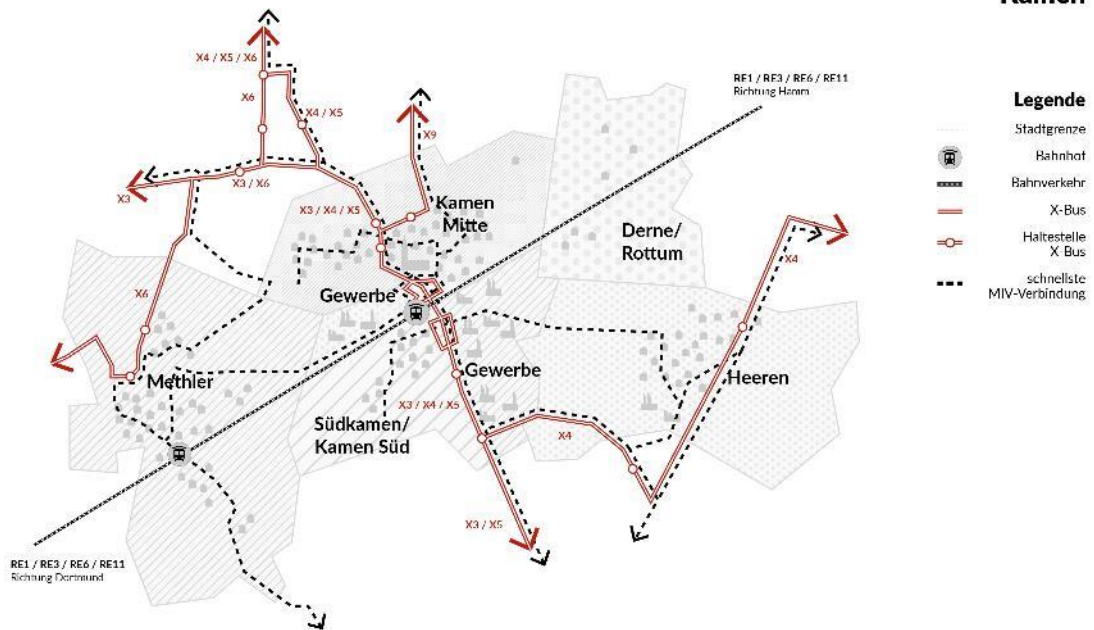 Kamen
X4 / X5 / X6
X6
X4 / X5
X9
RE1 / RE3 / RE6 / RE11
Richtung Hamm
Legende
Stadtgrenze
Bahnhof
Bahnverkehr
X-Bus
Haltestelle
X-Bus
schnellste
MIV-Verbindung
X3
X3 / X6
X3 / X4 / X5
Kamen
Mitte
Derne/
Rottum
X4
X6
Gewerbe
Methler
Gewerbe
Heeren
X3 / X4 / X5
Südkamen/
Kamen Süd
X4
X3 / X5
RE1 / RE3 / RE6 / RE11
Richtung Dortmund